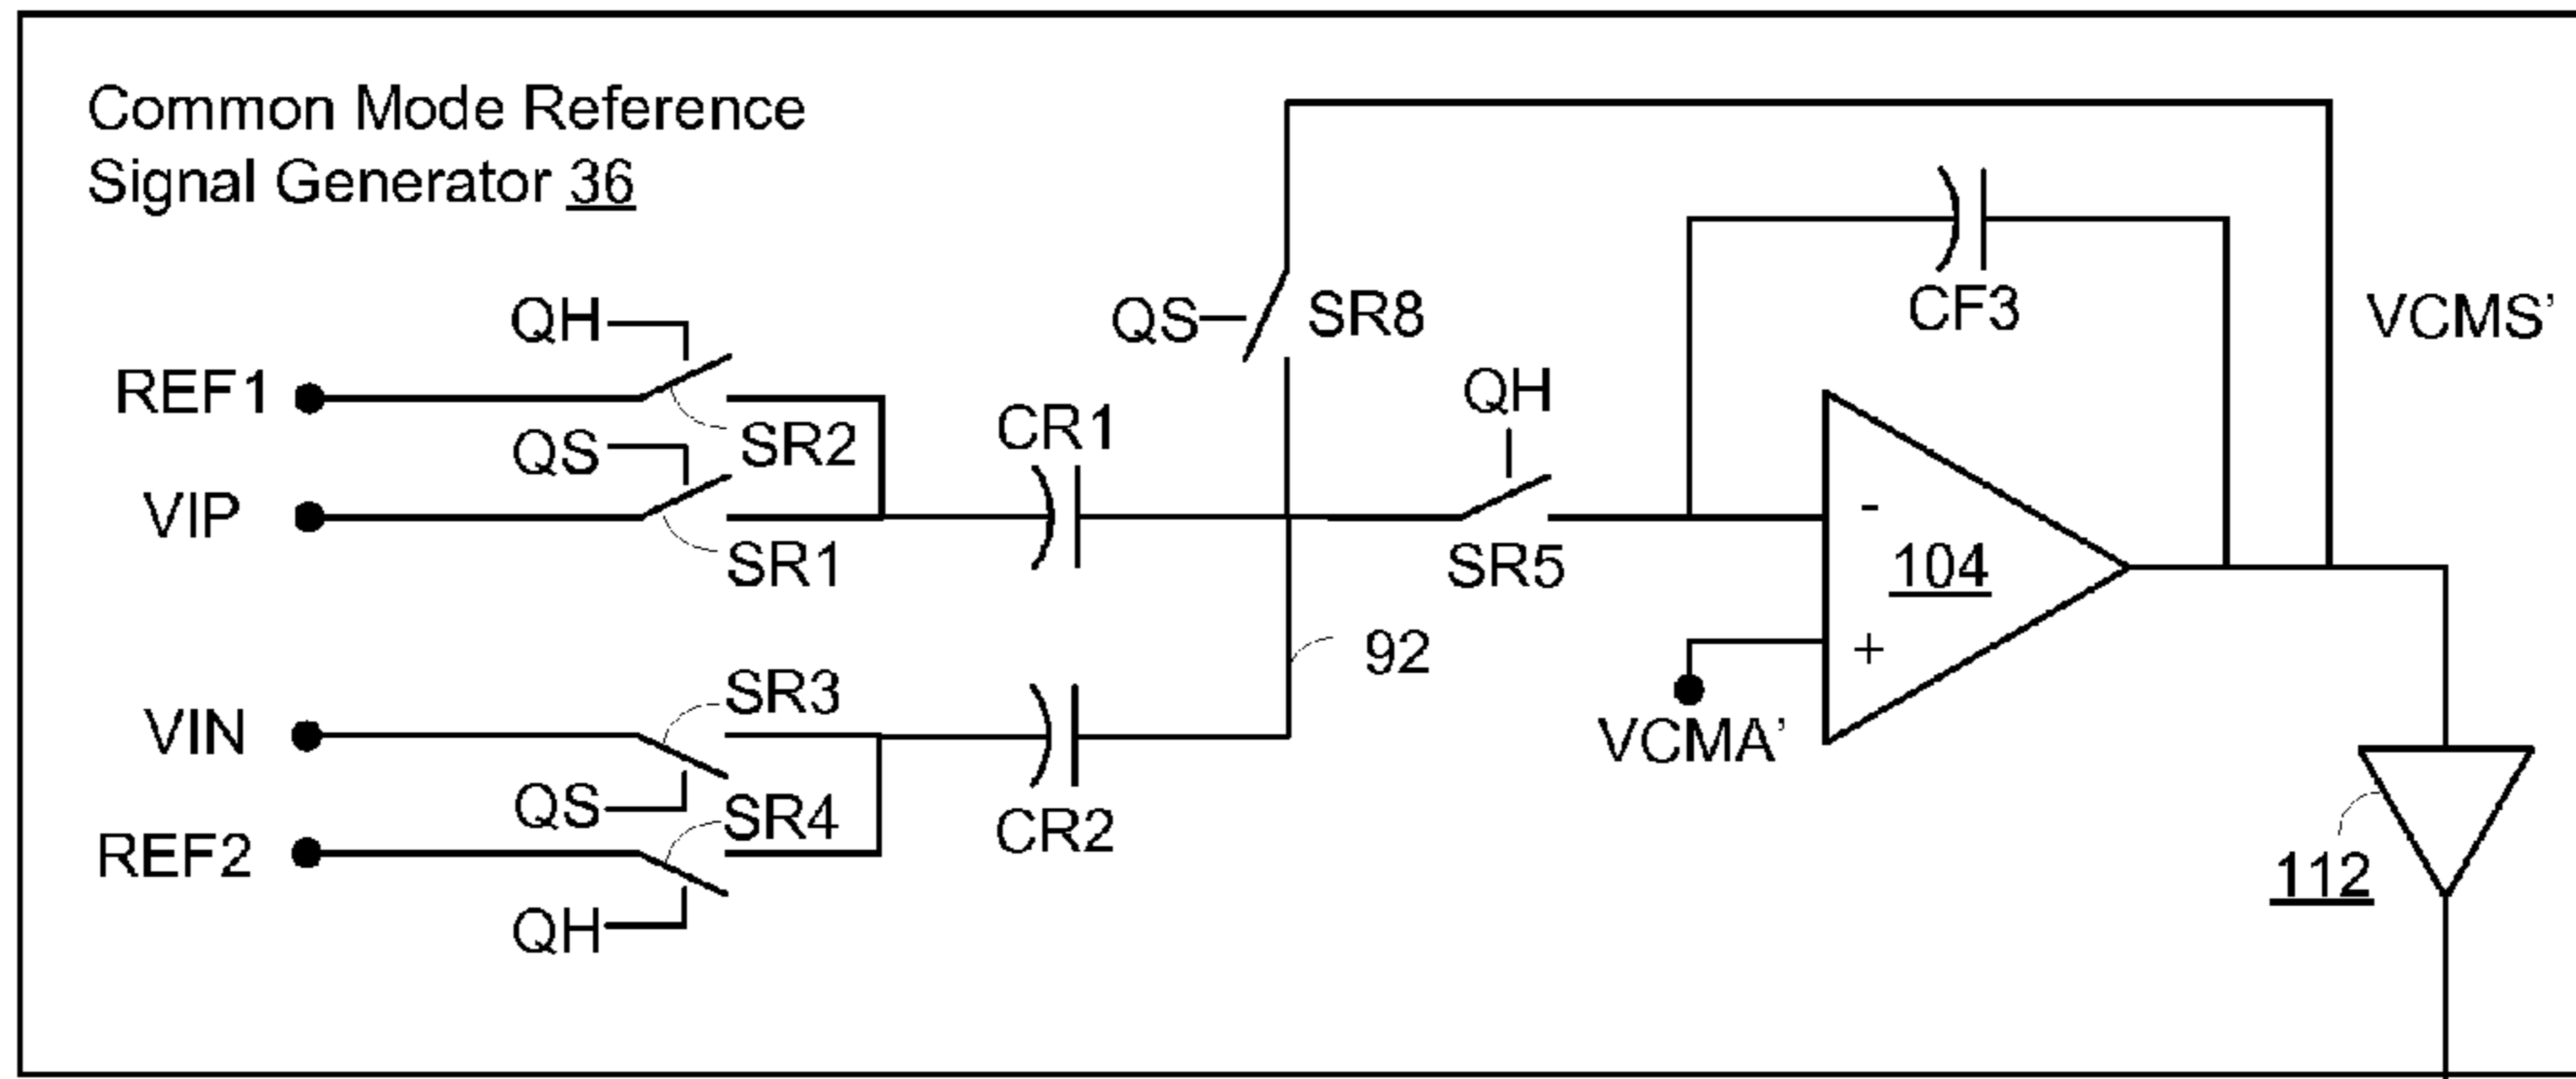 Common Mode Reference
Signal Generator 36
QH
REF1
SR2
QS
VIP
SR1
CR1
QS
SR8
QH
SR5
CF3
VCMS’
-
104
+
VCMA’
92
VIN
SR3
QS
SR4
REF2
QH
CR2
112